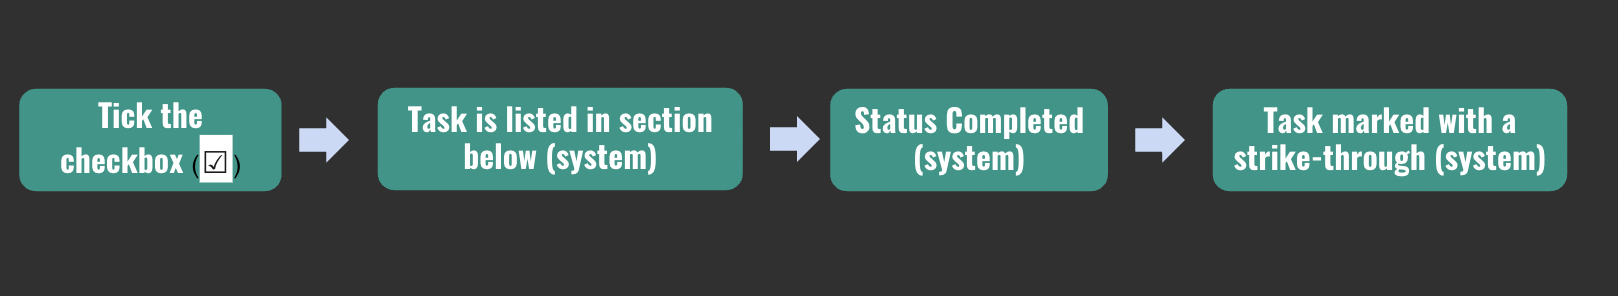 Tick the
checkbox (☑)
Task is listed in section
below (system)
Status Completed
(system)
Task marked with a
strike-through (system)